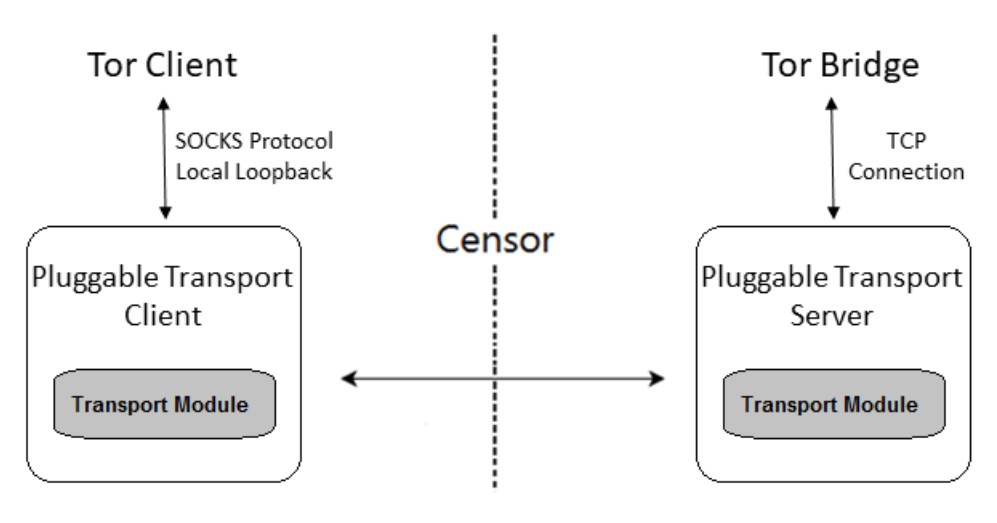 Tor Client
Tor Bridge
SOCKS Protocol
Local Loopback
TCP
Connection
Censor
Pluggable Transport
Client
Transport Module
Pluggable Transport
Server
Transport Module